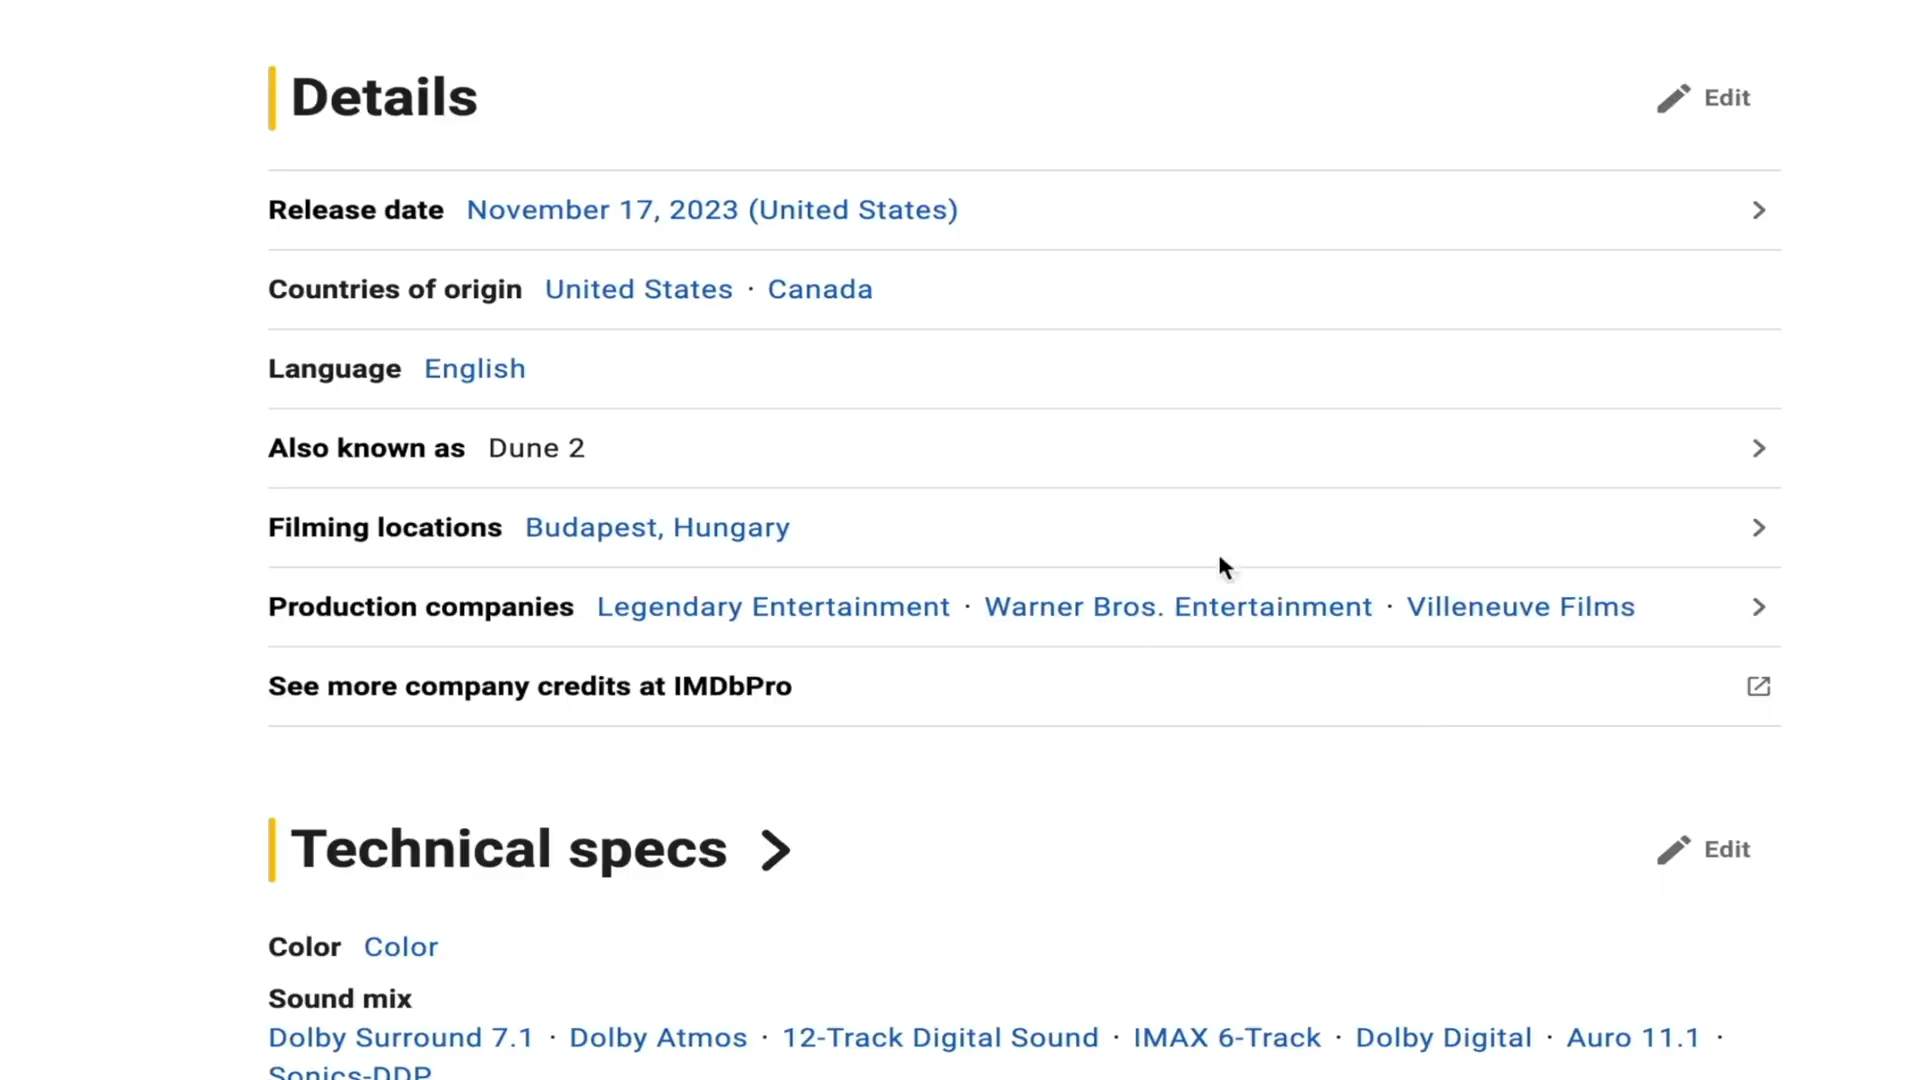 Details
Edit
Release date November 17, 2023 (United States)
Countries of origin United States · Canada
Language English
Also known as Dune 2
Filming locations Budapest, Hungary
Production companies Legendary Entertainment · Warner Bros. Entertainment · Villeneuve Films
See more company credits at IMDbPro
Technical specs
Edit
Color Color
Sound mix
Dolby Surround 7.1 · Dolby Atmos · 12-Track Digital Sound · IMAX 6-Track · Dolby Digital · Auro 11.1 ·
Sonics-DDP